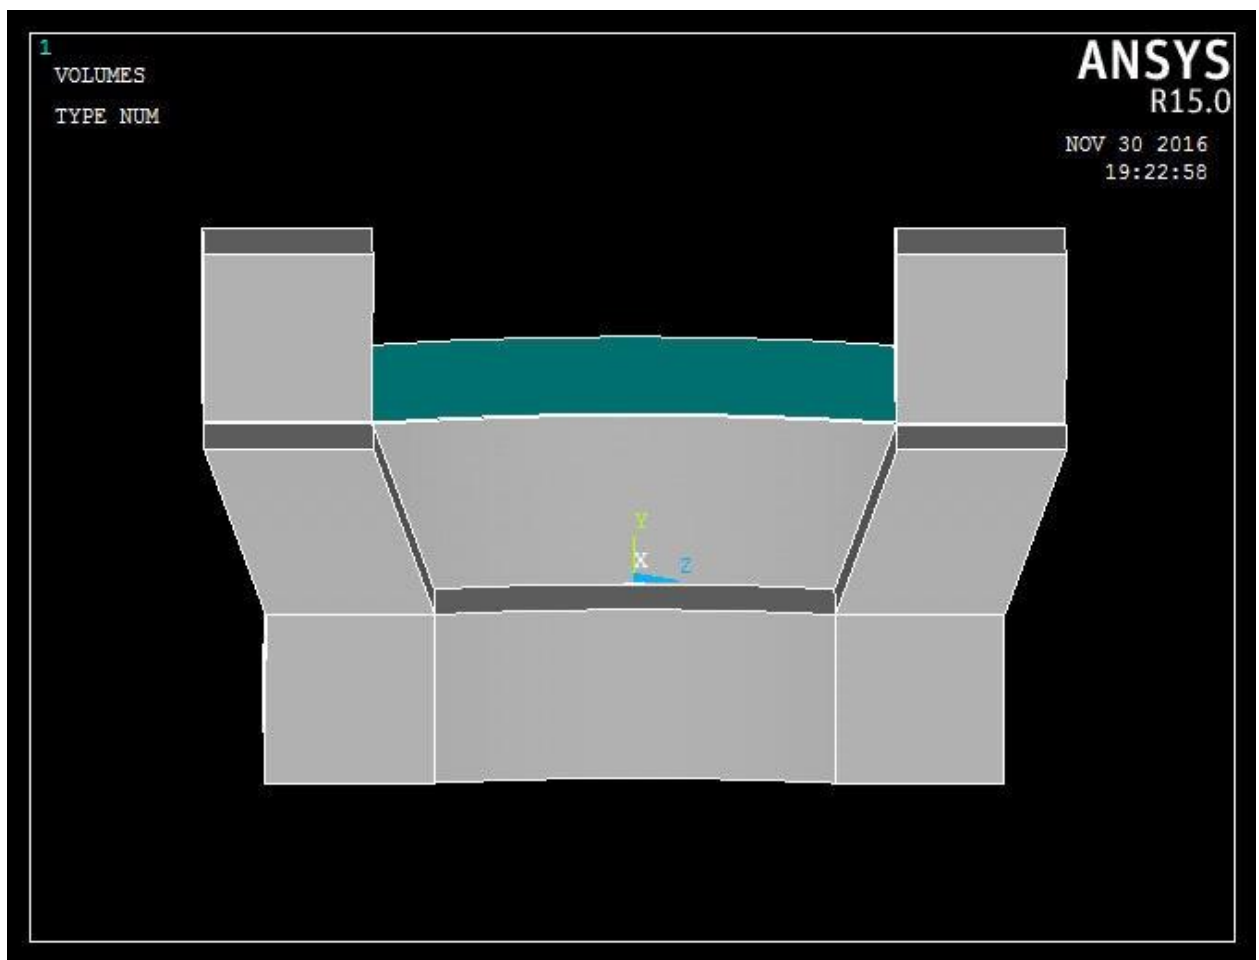 1
VOLUMES
TYPE NUM
ANSYS
R15.0
NOV 30 2016
19:22:58
Y
X
Z